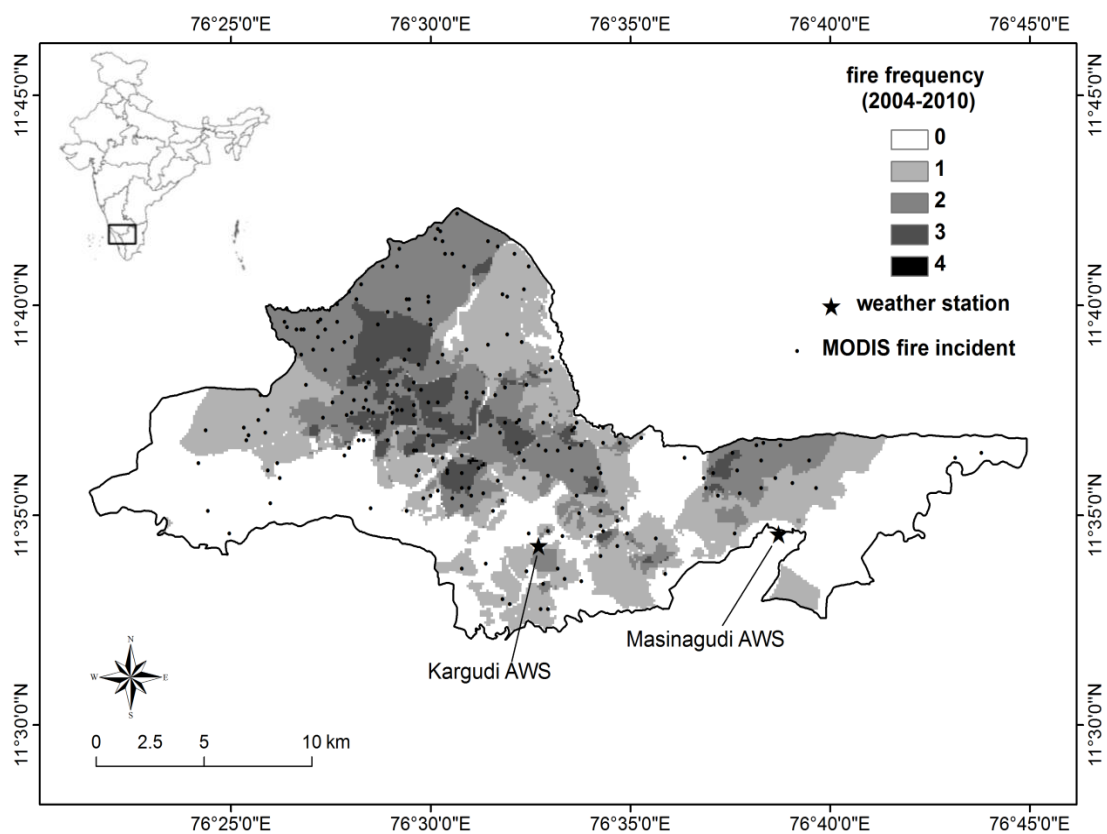 76°25'0"E 76°30'0"E 76°35'0"E 76°40'0"E 76°45'0"E
11°45'0"N
11°40'0"N
11°35'0"N
11°30'0"N
fire frequency
(2004-2010)
0
1
2
3
4
weather station
MODIS fire incident
Masinagudi AWS
Kargudi AWS
N
W E
S
0 2.5 5 10 km
11°45'0"N
11°40'0"N
11°35'0"N
11°30'0"N
76°25'0"E 76°30'0"E 76°35'0"E 76°40'0"E 76°45'0"E